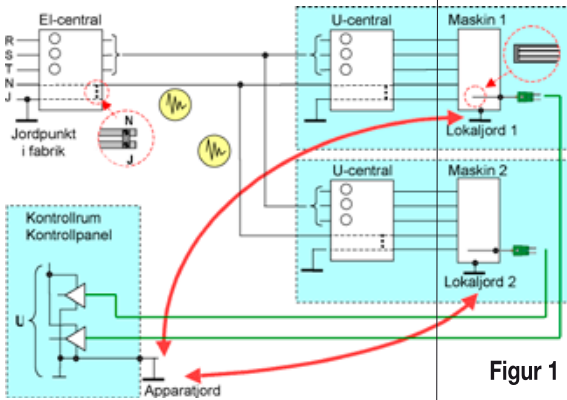 El-central
R
S
T
N
J
Jordpunkt
i fabrik
N
J
U-central
Maskin 1
Lokaljord 1
U-central
Maskin 2
Lokaljord 2
Kontrollrum
Kontrollpanel
U
Apparatjord
Figur 1